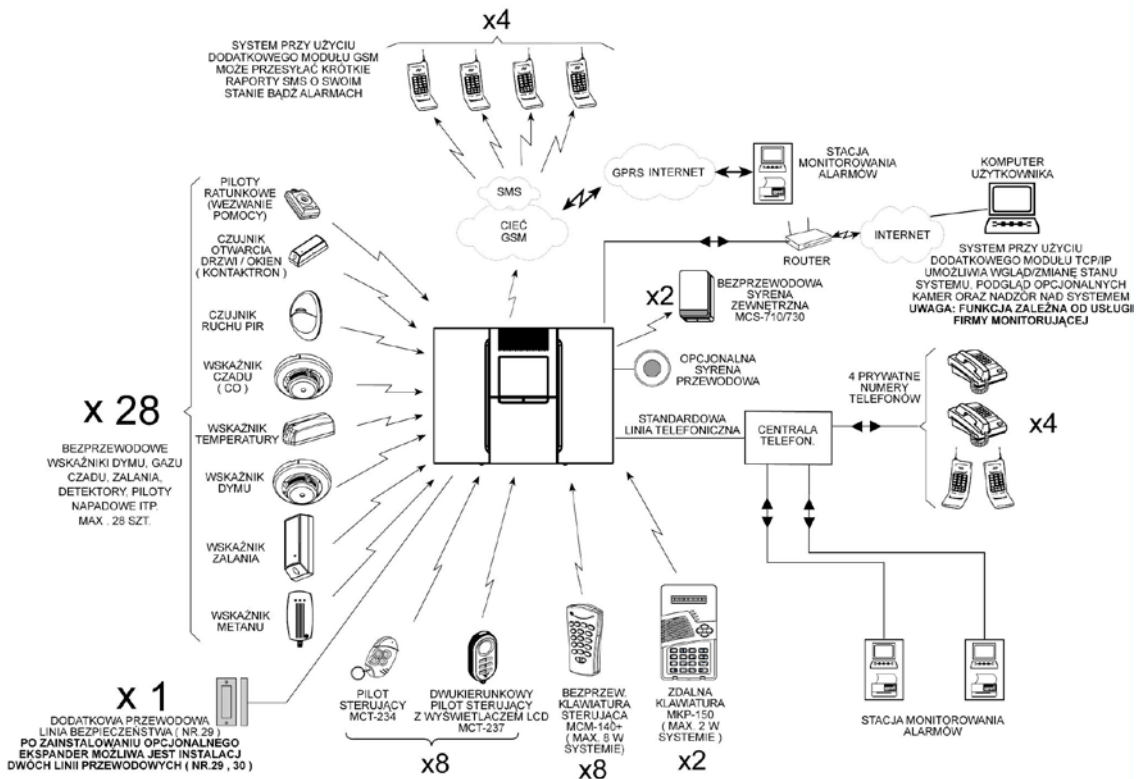 x4
SYSTEM PRZY UŻYCIU
DODATKOWEGO MODUŁU GSM
MOŻE PRZESYŁAĆ KRÓTKIE
RAPORTY SMS O SWOIM
STANIE BĄDŹ ALARMACH
SMS
CIEĆ
GSM
GPRS INTERNET
STACJA
MONITOROWANIA
ALARMÓW
KOMPUTER
UŻYTKOWNIKA
INTERNET
ROUTER
SYSTEM PRZY UŻYCIU
DODATKOWEGO MODUŁU TCP/IP
UMOŻLIWIA WGLĄD/ZMIANĘ STANU
SYSTEMU, PODGLĄD OPCJONALNYCH
KAMER ORAZ NADZÓR NAD SYSTEMEM
UWAGA: FUNKCJA ZALEŻNA OD USŁUGII
FIRMY MONITORUJĄCEJ
x2
BEZPRZEWODOWA
SYRENA
ZEWNĘTRZNA
MCS-710/730
OPCJONALNA
SYRENA
PRZEWODOWA
STANDARDOWA
LINIA TELEFONICZNA
CENTRALA
TELEFON.
4 PRYWATNE
NUMERY
TELEFONÓW
x4
STACJA MONITOROWANIA
ALARMÓW
PILOTY
RATUNKOWE
(WEZWANIE
POMOCY)
CZUJNIK
OTWARCIA
DRZWI / OKIEN
( KONTAKTRON )
CZUJNIK
RUCHU PIR
WSKAŹNIK
CZADU
( CO )
WSKAŹNIK
TEMPERATURY
WSKAŹNIK
DYMU
WSKAŹNIK
ZALANIA
WSKAŹNIK
METANU
x 28
BEZPRZEWODOWE
WSKAŹNIKI DYMU, GAZU
CZADU, ZALANIA,
DETEKTORY, PILOTY
NAPADOWE ITP.
MAX . 28 SZT.
x 1
DODATKOWA PRZEWODOWA
LINIA BEZPIECZEŃSTWA ( NR.29 )
PO ZAINSTALOWANIU OPCJONALNEGO
EKSPANDER MOŻLIWA JEST INSTALACJ
DWÓCH LINII PRZEWODOWYCH ( NR.29 , 30 )
PILOT
STERUJĄCY
MCT-234
DWUKIERUNKOWY
PILOT STERUJĄCY
Z WYŚWIETLACZEM LCD
MCT-237
x8
BEZPRZEW.
KLAWIATURA
STERUJĄCA
MCM-140+
( MAX. 8 W
SYSTEMIE)
x8
ZDALNA
KLAWIATURA
MKP-150
( MAX. 2 W
SYSTEMIE )
x2